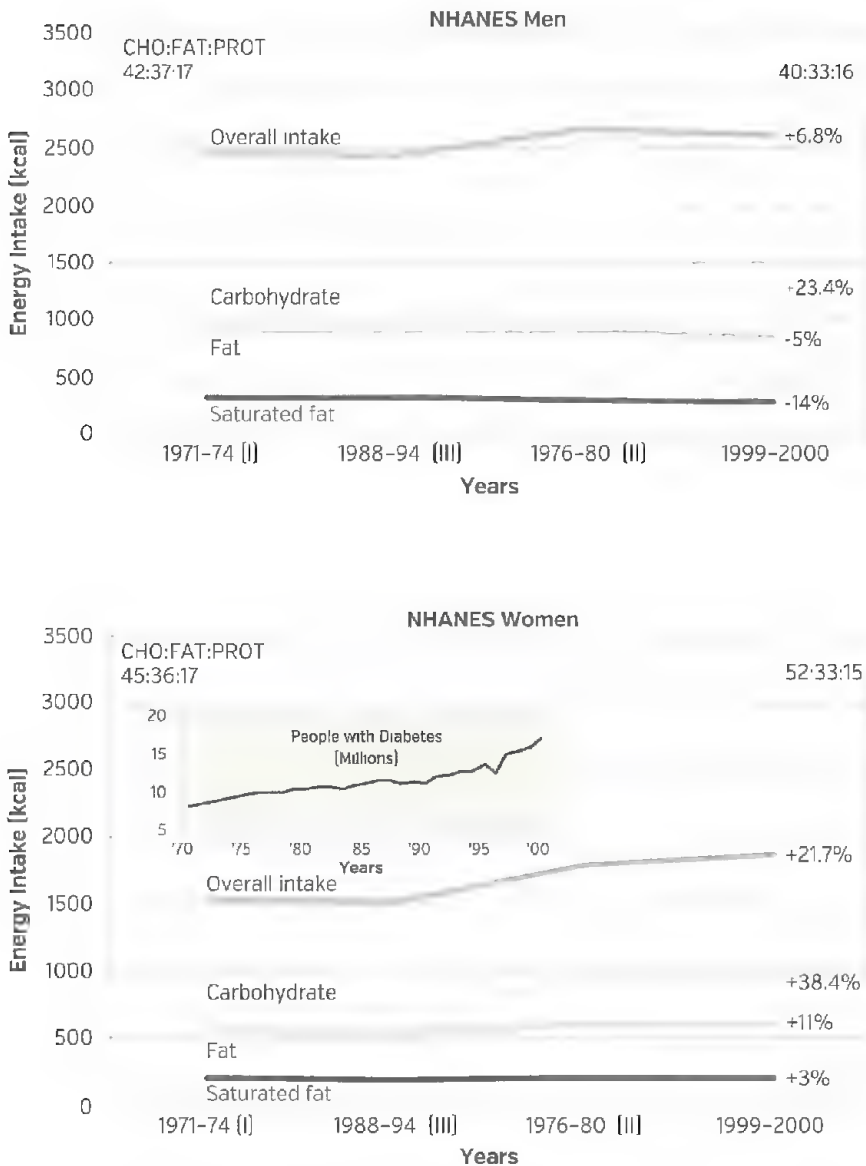 NHANES Men
3500
CHO:FAT:PROT
42:37:17
40:33:16
3000
Overall intake
+6.8%
2500
2000
1500
Carbohydrate
+23.4%
1000
Fat
-5%
500
Saturated fat
-14%
0
Energy Intake (kcal)
1971-74 (I) 1988-94 (III) 1976-80 (II) 1999-2000
Years
NHANES Women
3500
CHO:FAT:PROT
45:36:17
52:33:15
3000
20
People with Diabetes
(Millions)
15
10
5
'70 '75 '80 '85 '90 '95 '00
Years
2500
2000
Overall intake
+21.7%
1500
1000
Carbohydrate
+38.4%
+11%
500
Fat
Saturated fat
+3%
0
Energy Intake (kcal)
1971-74 (I) 1988-94 (III) 1976-80 (II) 1999-2000
Years